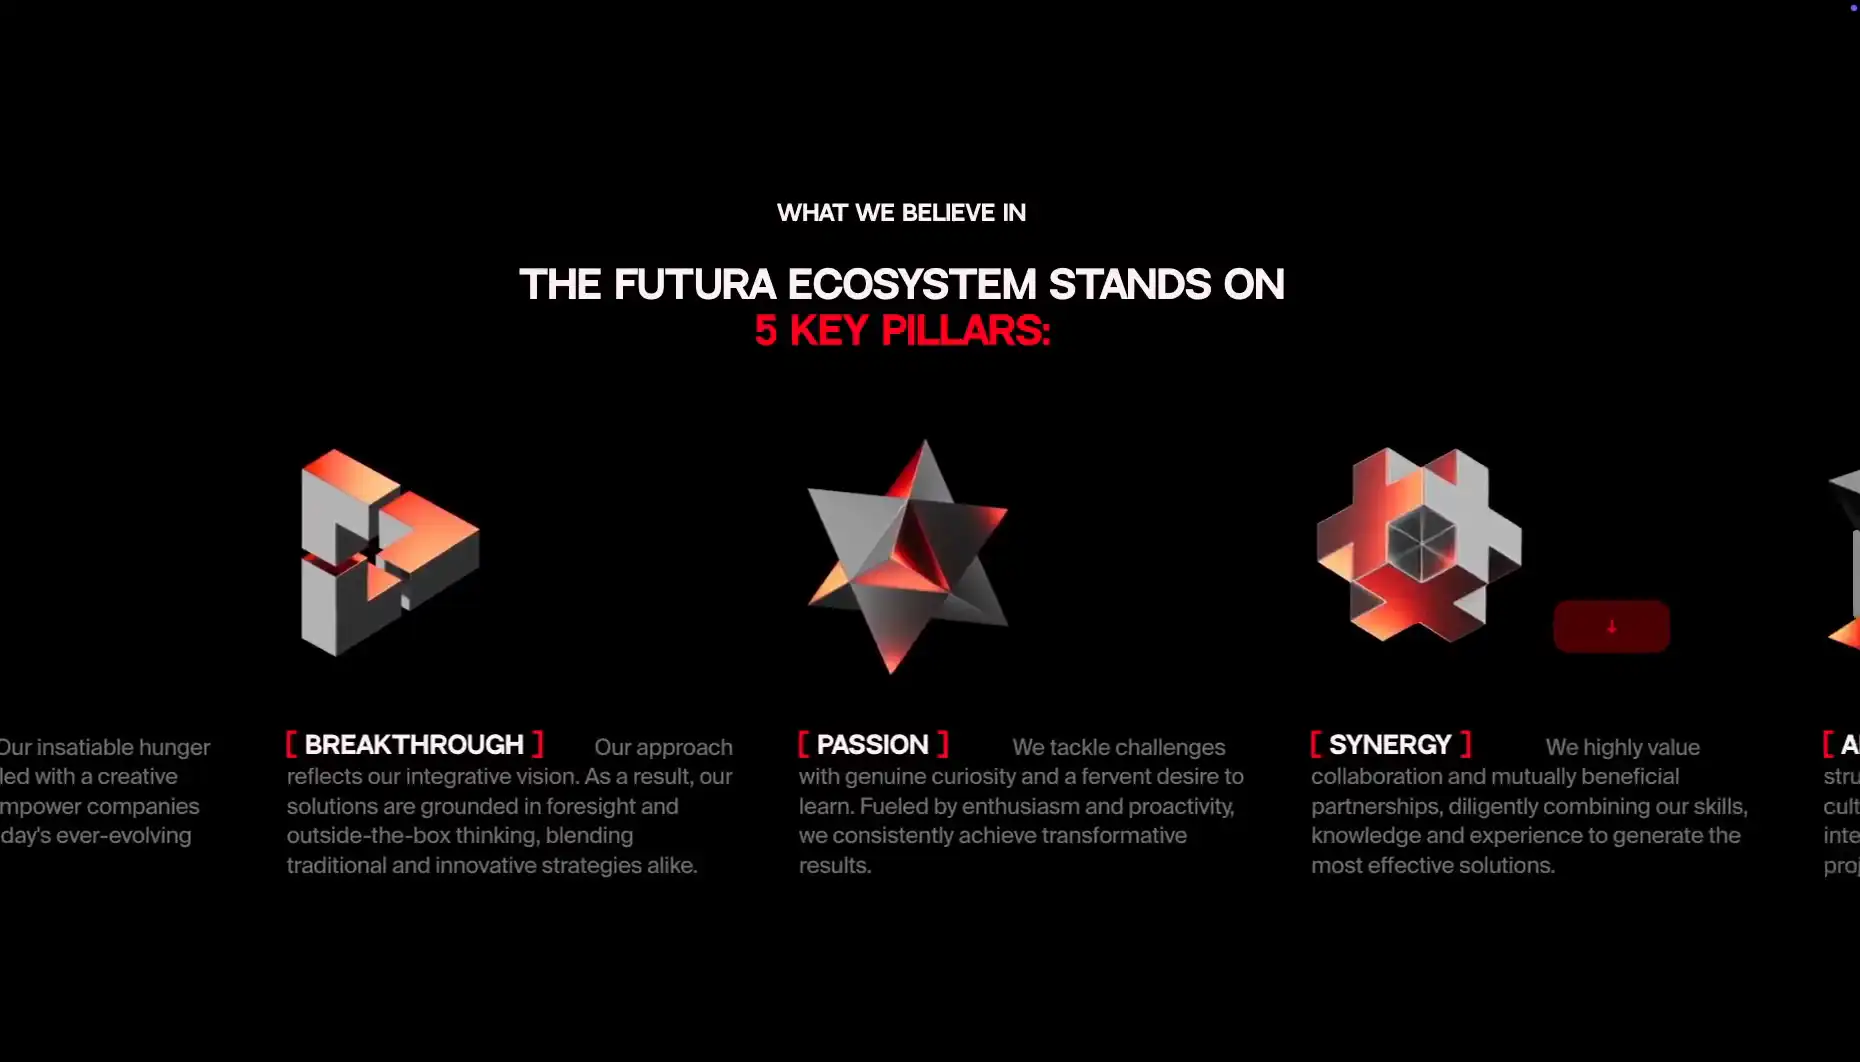 WHAT WE BELIEVE IN
THE FUTURA ECOSYSTEM STANDS ON
5 KEY PILLARS:
Our insatiable hunger
led with a creative
mpower companies
day's ever-evolving
[ BREAKTHROUGH ] Our approach
reflects our integrative vision. As a result, our
solutions are grounded in foresight and
outside-the-box thinking, blending
traditional and innovative strategies alike.
[ PASSION ] We tackle challenges
with genuine curiosity and a fervent desire to
learn. Fueled by enthusiasm and proactivity,
we consistently achieve transformative
results.
[ SYNERGY ] We highly value
collaboration and mutually beneficial
partnerships, diligently combining our skills,
knowledge and experience to generate the
most effective solutions.